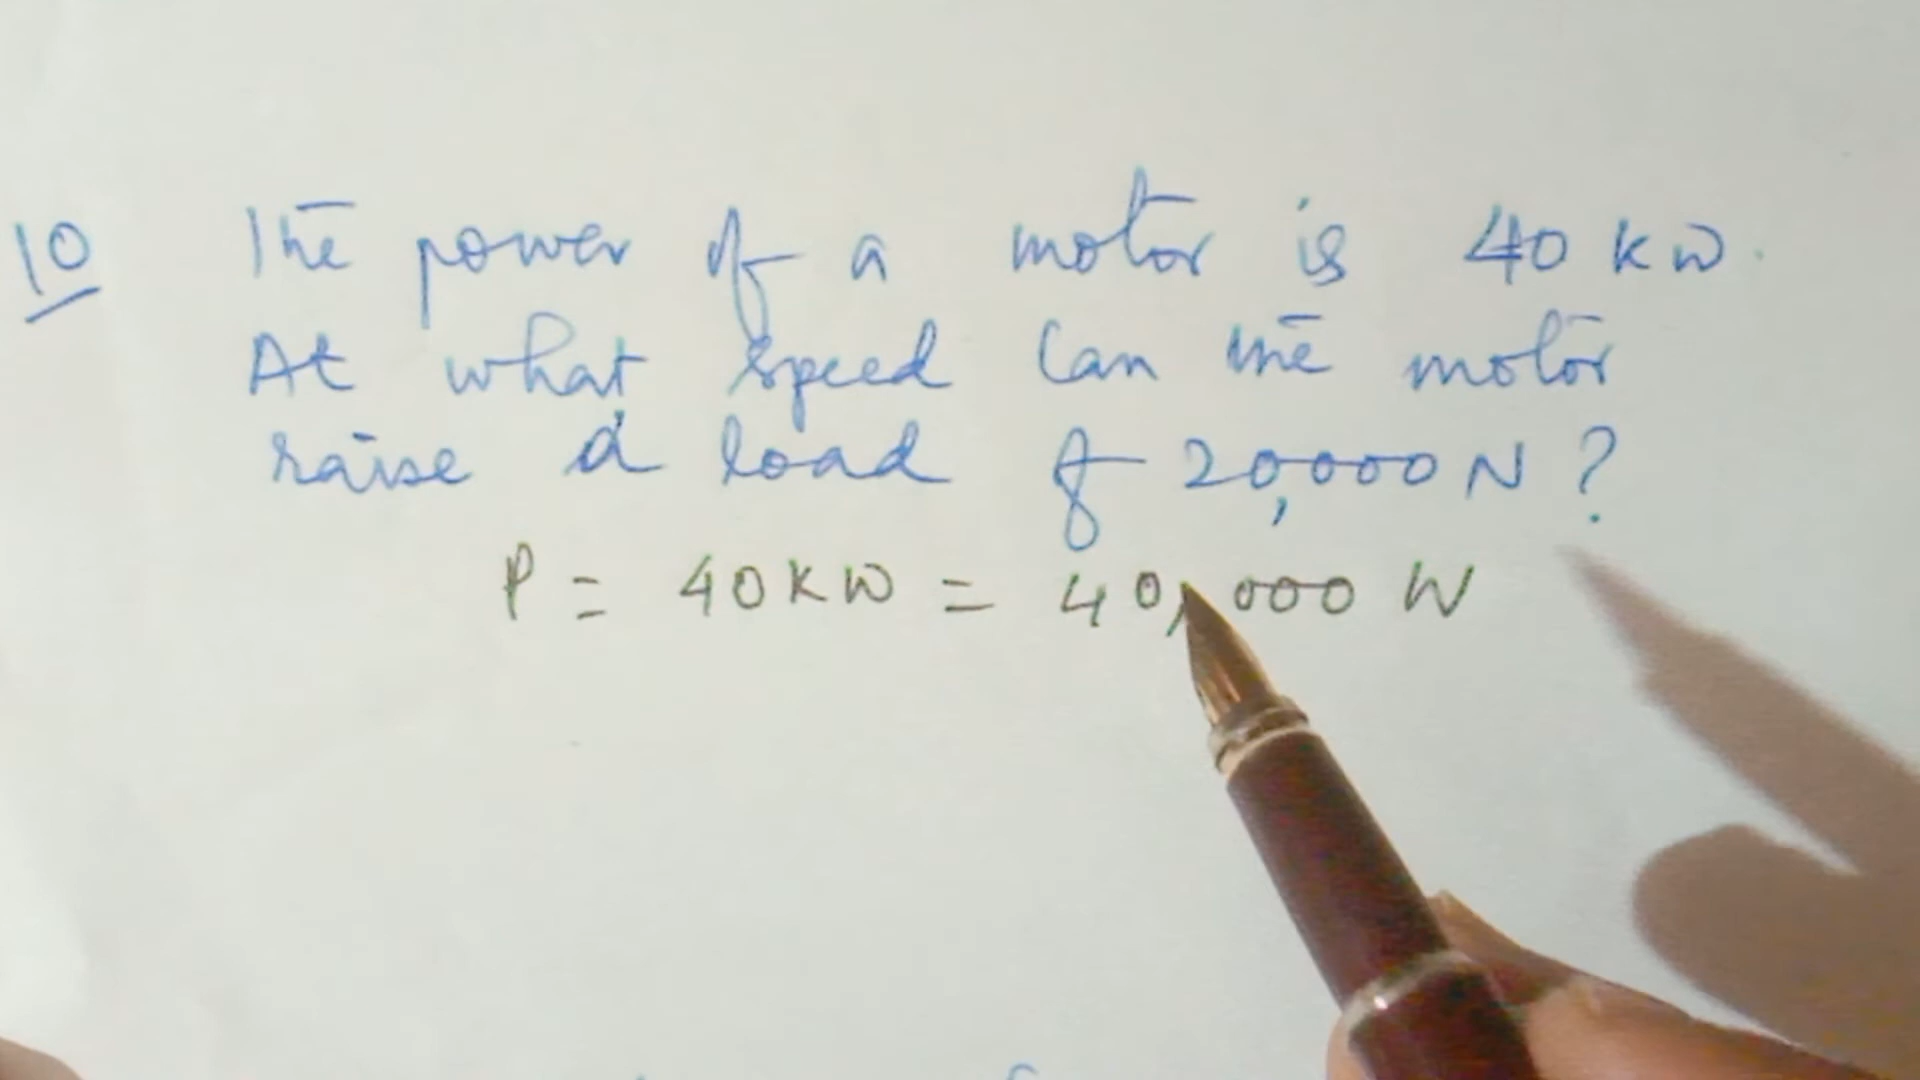 10 The power of a motor is 40 kW.
At what speed can the motor
raise a load of 20,000 N ?
P = 40 kW = 40,000 W